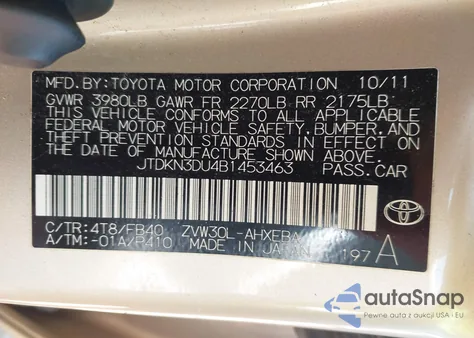 MFD.BY:TOYOTA MOTOR CORPORATION 10/11
GVWR 3980LB GAWR FR 2270LB RR 2175LB
THIS VEHICLE CONFORMS TO ALL APPLICABLE
FEDERAL MOTOR VEHICLE SAFETY,BUMPER,AND
THEFT PREVENTION STANDARDS IN EFFECT ON
THE DATE OF MANUFACTURE SHOWN ABOVE.
JTDKN3DU4B1453463 PASS.CAR
C/TR:4T8/FB40 ZVW30L-AHXEBA
A/TM:-01A/P410 MADE IN JAPAN 197A
TOYOTA
autoSnap
Pewne auta z aukcji USA i EU